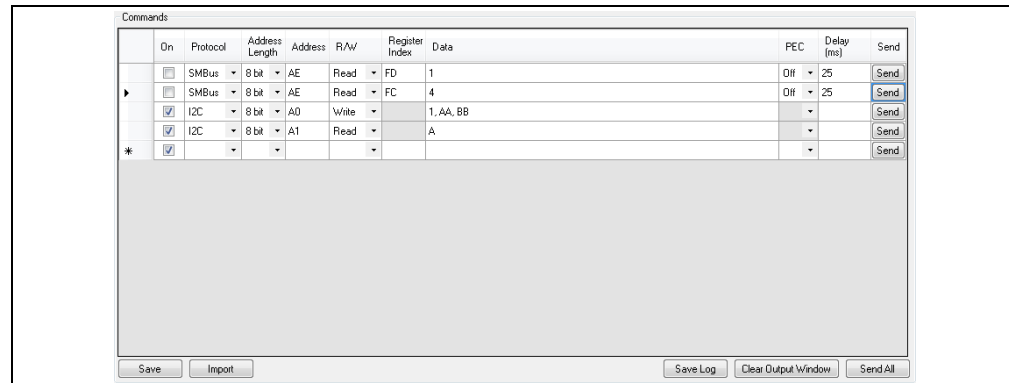 Commands
On Protocol Address Length Address R/W Register Index Data PEC Delay (ms) Send
SMBus 8 bit AE Read FD 1 Off 25 Send
SMBus 8 bit AE Read FC 4 Off 25 Send
I2C 8 bit A0 Write 1, AA, BB Send
I2C 8 bit A1 Read A Send
* Send
Save Import Save Log Clear Output Window Send All